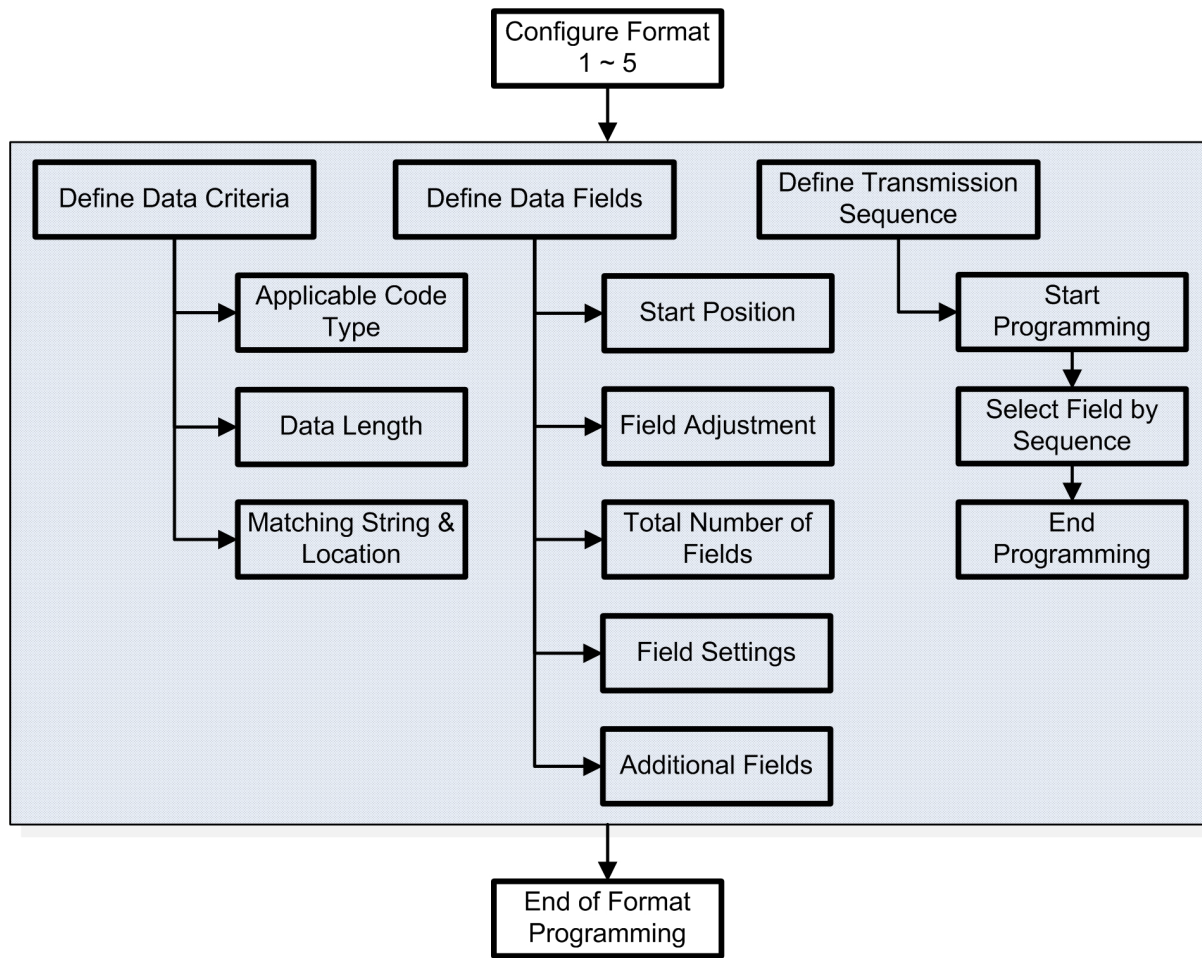 Configure Format
1 ~ 5
Define Data Criteria
Applicable Code
Type
Data Length
Matching String &
Location
Define Data Fields
Start Position
Field Adjustment
Total Number of
Fields
Field Settings
Additional Fields
Define Transmission
Sequence
Start
Programming
Select Field by
Sequence
End
Programming
End of Format
Programming